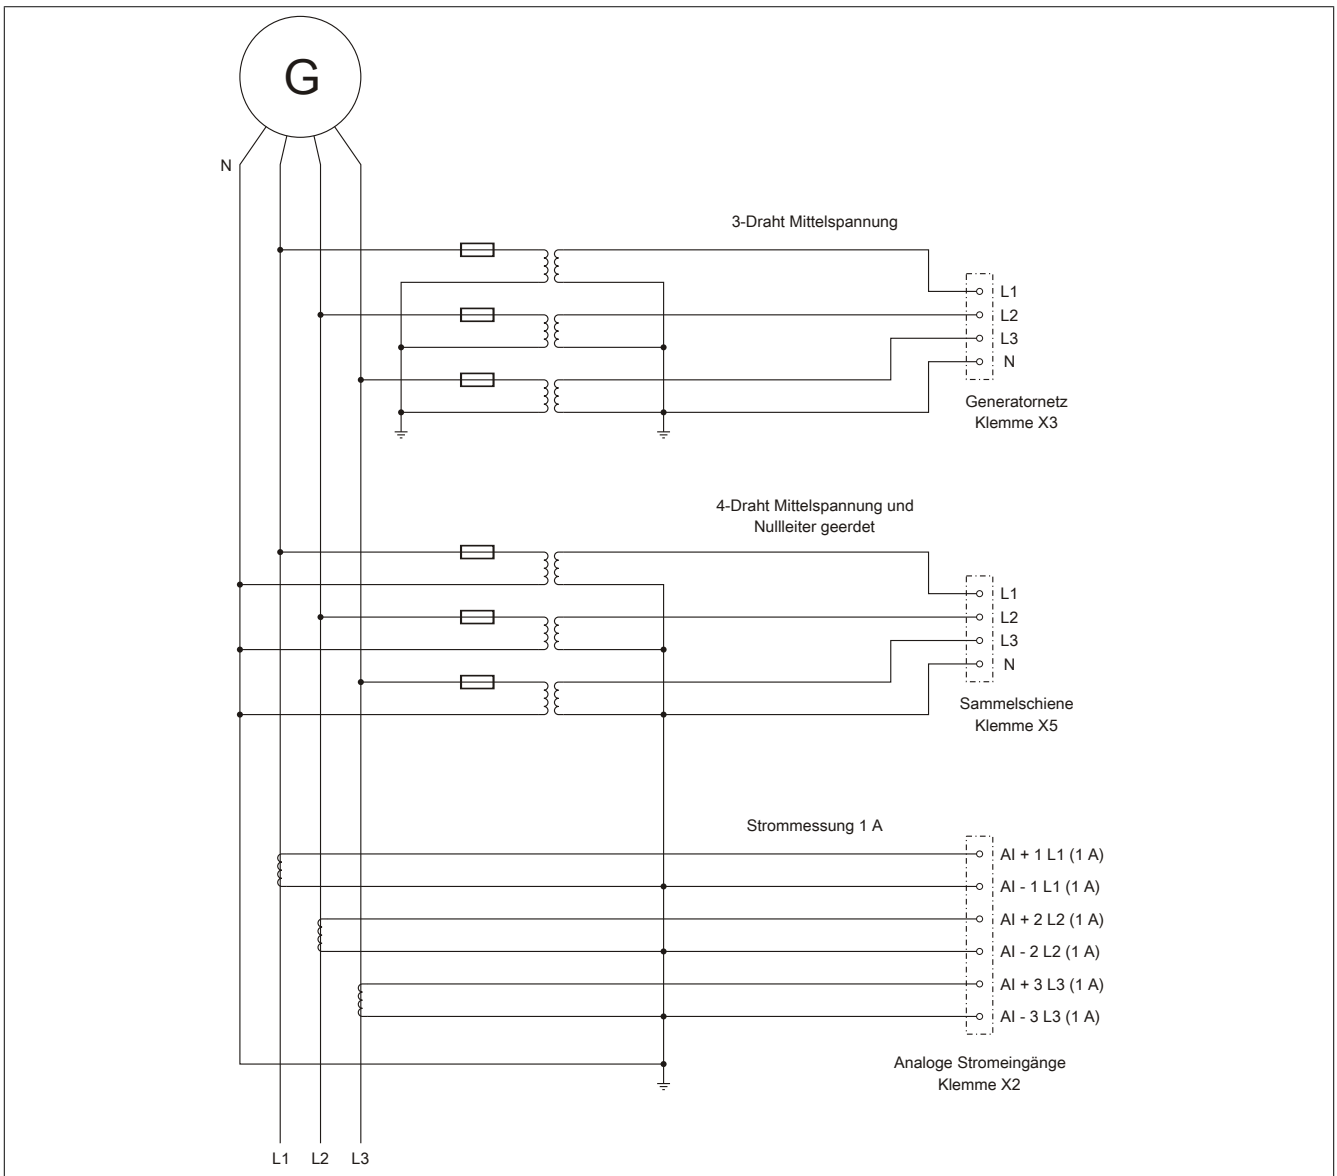 G
N
3-Draht Mittelspannung
L1
L2
L3
N
Generatornetz
Klemme X3
4-Draht Mittelspannung und
Nullleiter geerdet
L1
L2
L3
N
Sammelschiene
Klemme X5
Strommessung 1 A
AI + 1 L1 (1 A)
AI - 1 L1 (1 A)
AI + 2 L2 (1 A)
AI - 2 L2 (1 A)
AI + 3 L3 (1 A)
AI - 3 L3 (1 A)
Analoge Stromeingänge
Klemme X2
L1 L2 L3